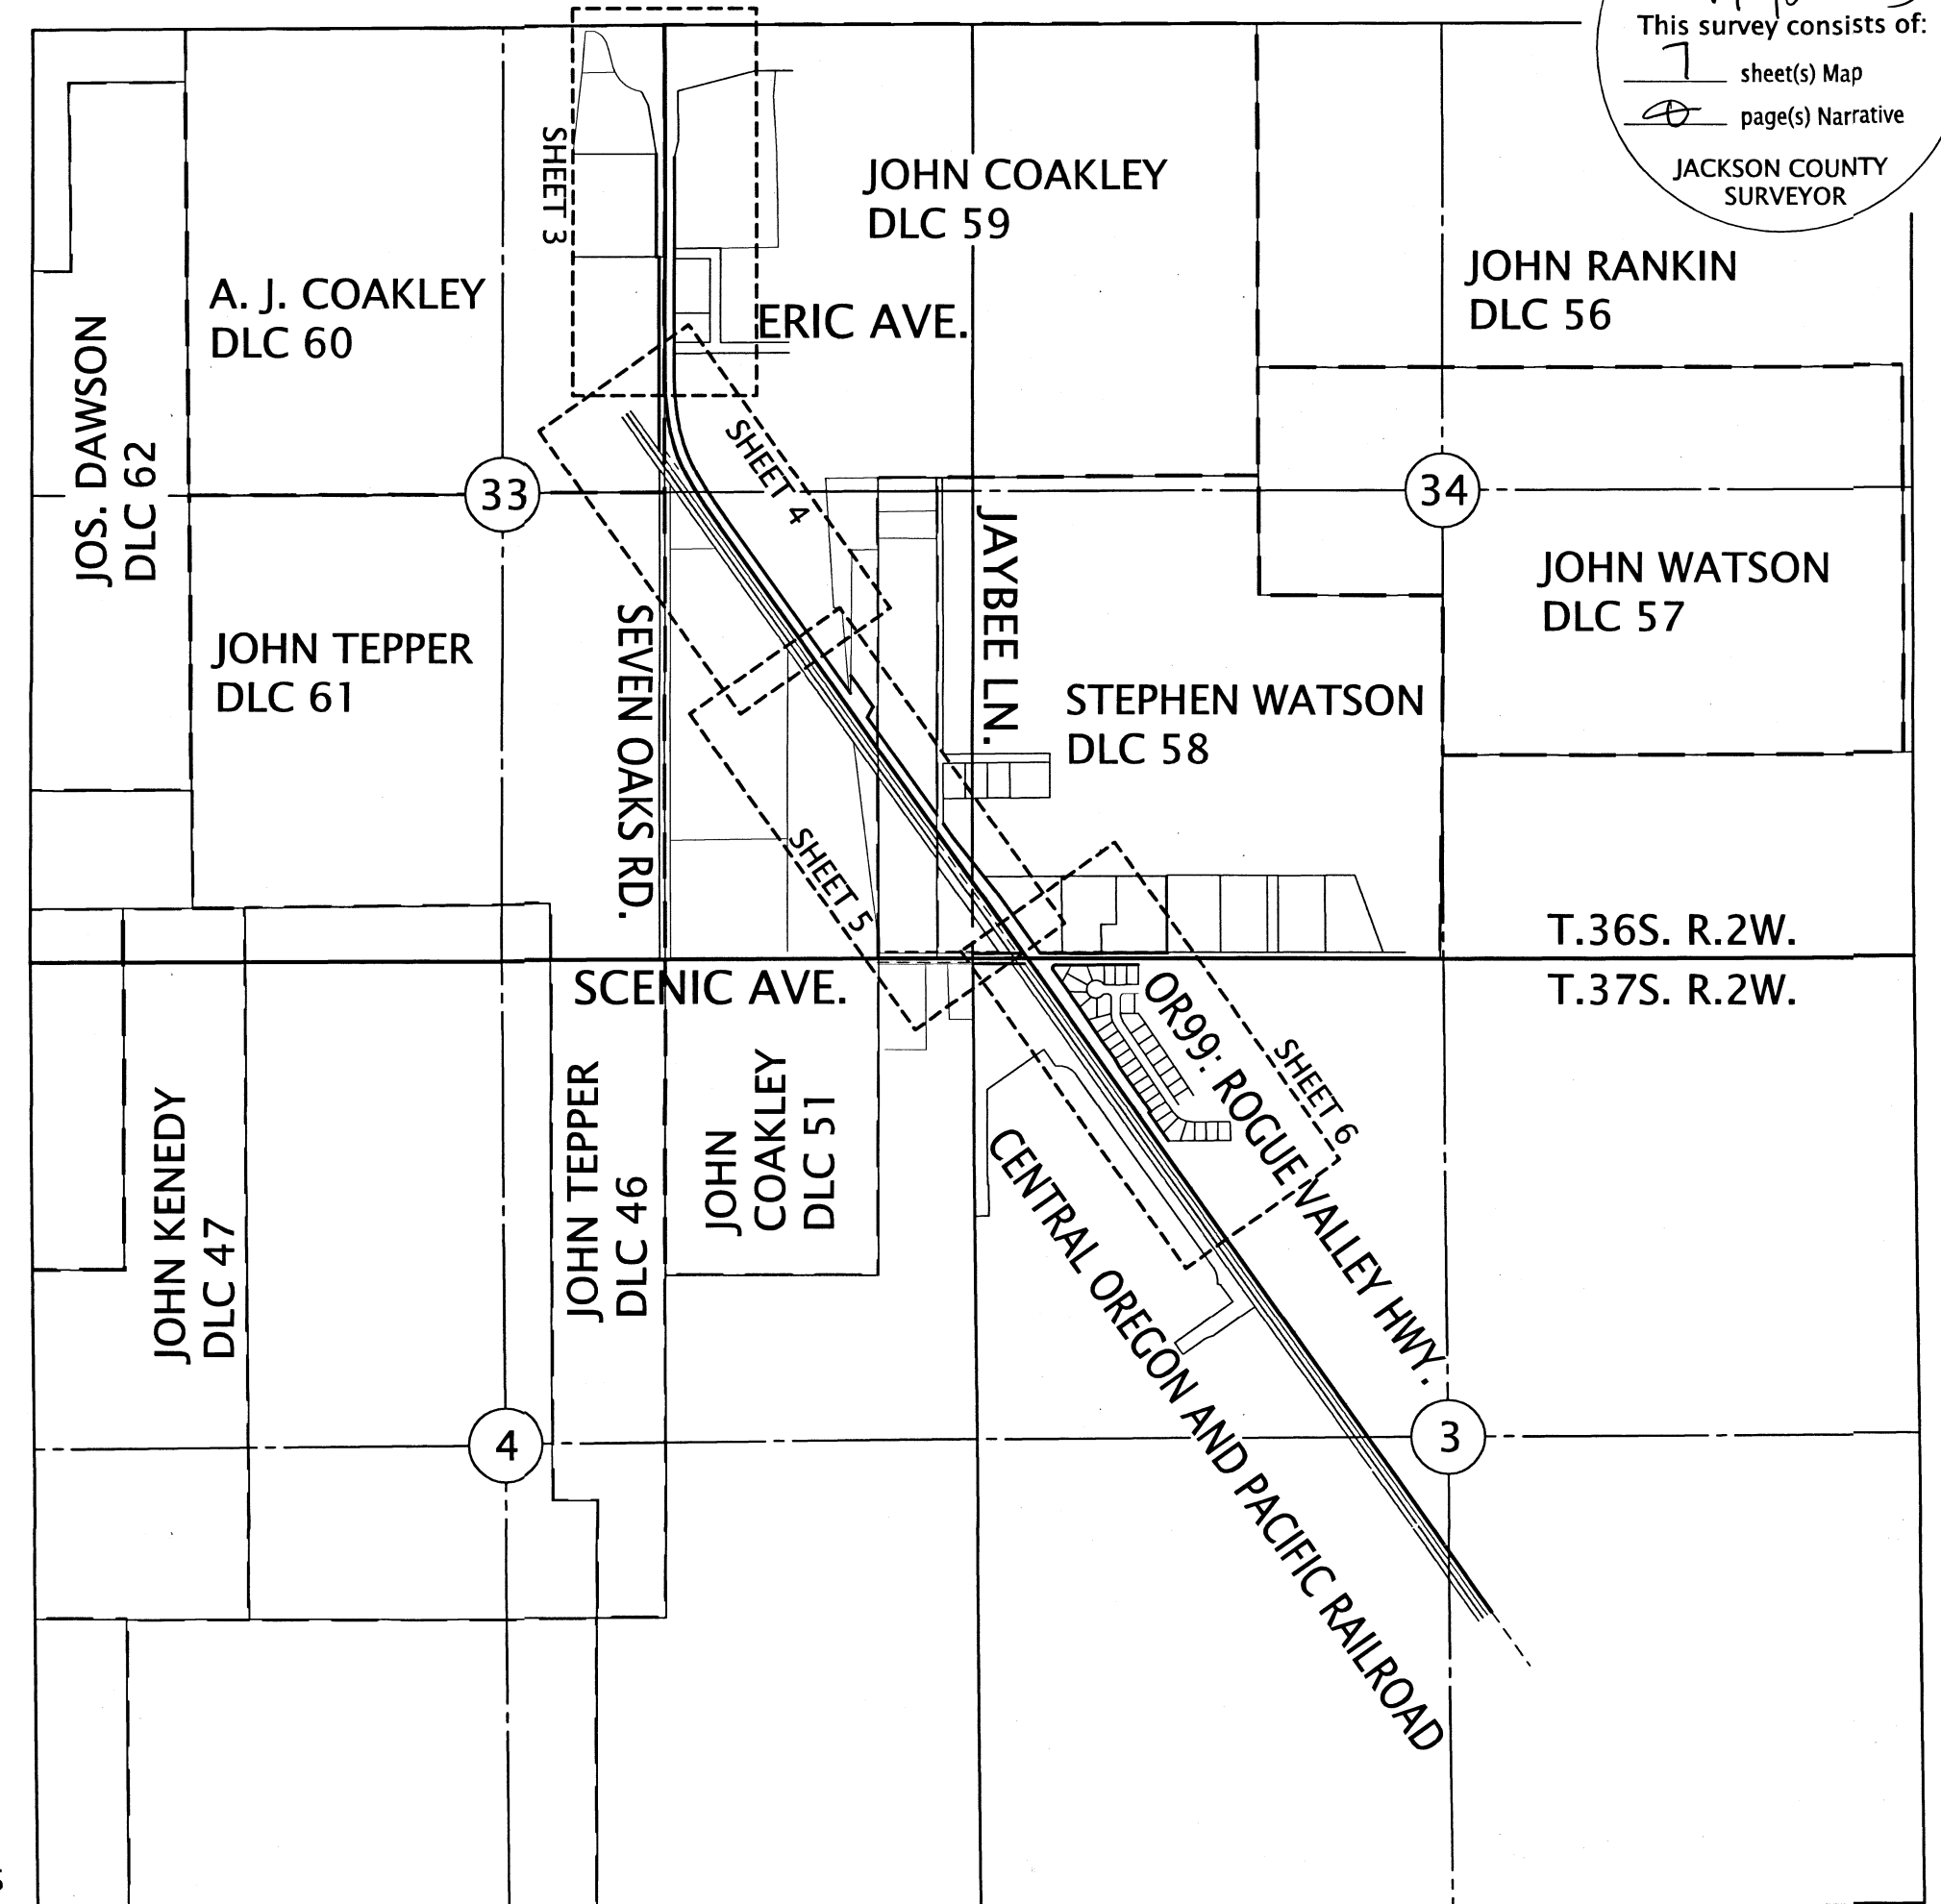 This survey consists of:
7 sheet(s) Map
page(s) Narrative
JACKSON COUNTY
SURVEYOR
SHEET 3
JOHN COAKLEY
DLC 59
JOHN RANKIN
DLC 56
A. J. COAKLEY
DLC 60
ERIC AVE.
JOS. DAWSON
DLC 62
SHEET 4
33
34
JAYBEE LN.
JOHN WATSON
DLC 57
JOHN TEPPER
DLC 61
SEVEN OAKS RD.
STEPHEN WATSON
DLC 58
SHEET 5
T.36S. R.2W.
SCENIC AVE.
T.37S. R.2W.
OR99: ROGUE VALLEY HWY.
SHEET 6
JOHN KENEDY
DLC 47
JOHN TEPPER
DLC 46
JOHN
COAKLEY
DLC 51
CENTRAL OREGON AND PACIFIC RAILROAD
4
3